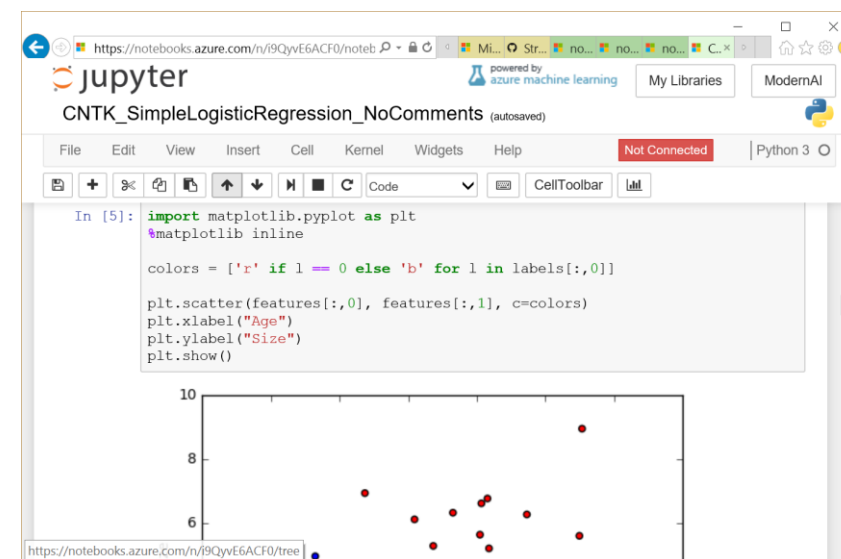 https://notebooks.azure.com/n/i9QyvE6ACF0/noteb
Mi...
Str...
no...
no...
no...
C...
jupyter
powered by
azure machine learning
My Libraries
ModernAI
CNTK_SimpleLogisticRegression_NoComments (autosaved)
File Edit View Insert Cell Kernel Widgets Help
Not Connected
Python 3
Code
CellToolbar
In [5]: import matplotlib.pyplot as plt
%matplotlib inline
colors = ['r' if l == 0 else 'b' for l in labels[:,0]]
plt.scatter(features[:,0], features[:,1], c=colors)
plt.xlabel("Age")
plt.ylabel("Size")
plt.show()
10
8
6
https://notebooks.azure.com/n/i9QyvE6ACF0/tree